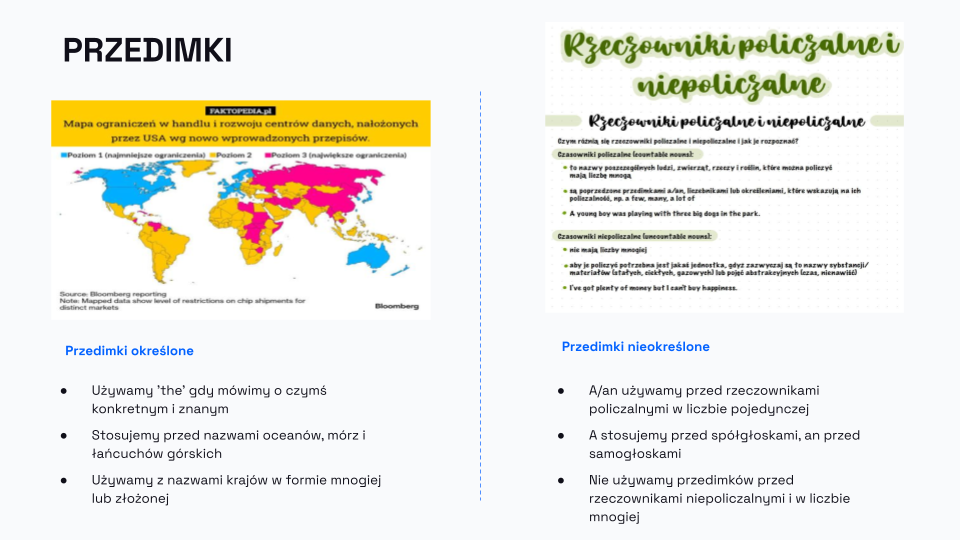 PRZEDIMKI
FAKTOPEDIA.pl
Mapa ograniczeń w handlu i rozwoju centrów danych, nałożonych
przez USA wg nowo wprowadzonych przepisów.
Poziom 1 (najmniejsze ograniczenia) Poziom 2 Poziom 3 (największe ograniczenia)
Source: Bloomberg reporting
Note: Mapped data show level of restrictions on chip shipments for
distinct markets
Bloomberg
Przedimki określone
● Używamy 'the' gdy mówimy o czymś
konkretnym i znanym
● Stosujemy przed nazwami oceanów, mórz i
łańcuchów górskich
● Używamy z nazwami krajów w formie mnogiej
lub złożonej
Rzeczowniki policzalne i
niepoliczalne
Rzeczowniki policzalne i niepoliczalne
Czym różnią się rzeczowniki policzalne i niepoliczalne i jak je rozpoznać?
Czasowniki policzalne (countable nouns):
• to nazwy poszczególnych ludzi, zwierząt, rzeczy i roślin, które można policzyć
mają liczbę mnogą
• są poprzedzone przedimkami a/an, liczebnikami lub określeniami, które wskazują na ich
policzalność, np. a few, many, a lot of
• A young boy was playing with three big dogs in the park.
Czasowniki niepoliczalne (uncountable nouns):
• nie mają liczby mnogiej
• aby je policzyć potrzebna jest jakaś jednostka, gdyż zazwyczaj są to nazwy substancji/
materiałów (stałych, ciekłych, gazowych) lub pojęć abstrakcyjnych (czas, nienawiść)
• I've got plenty of money but I can't buy happiness.
Przedimki nieokreślone
● A/an używamy przed rzeczownikami
policzalnymi w liczbie pojedynczej
● A stosujemy przed spółgłoskami, an przed
samogłoskami
● Nie używamy przedimków przed
rzeczownikami niepoliczalnymi i w liczbie
mnogiej